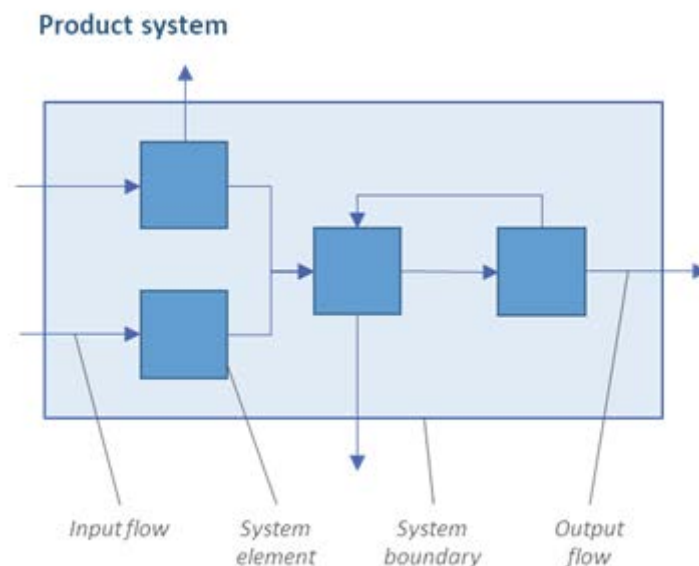 Product system
Input flow
System
element
System
boundary
Output
flow